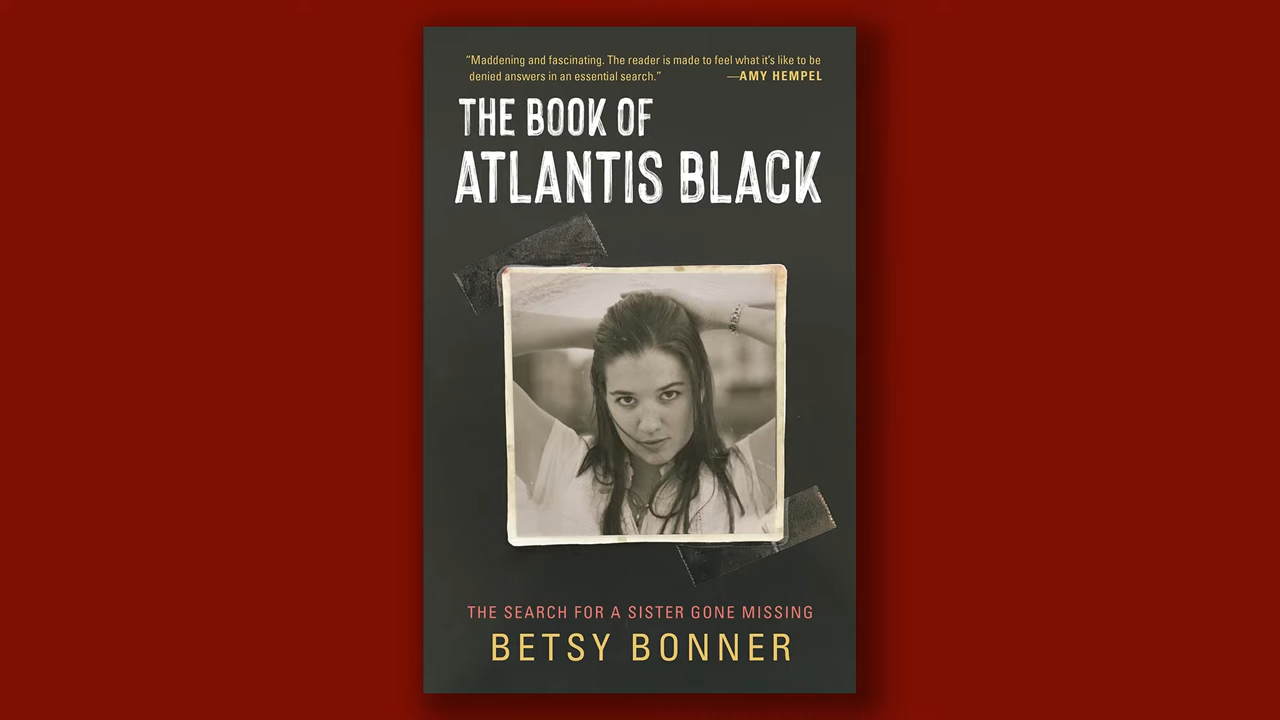 “Maddening and fascinating. The reader is made to feel what it’s like to be
denied answers in an essential search.” —AMY HEMPEL
THE BOOK OF
ATLANTIS BLACK
THE SEARCH FOR A SISTER GONE MISSING
BETSY BONNER